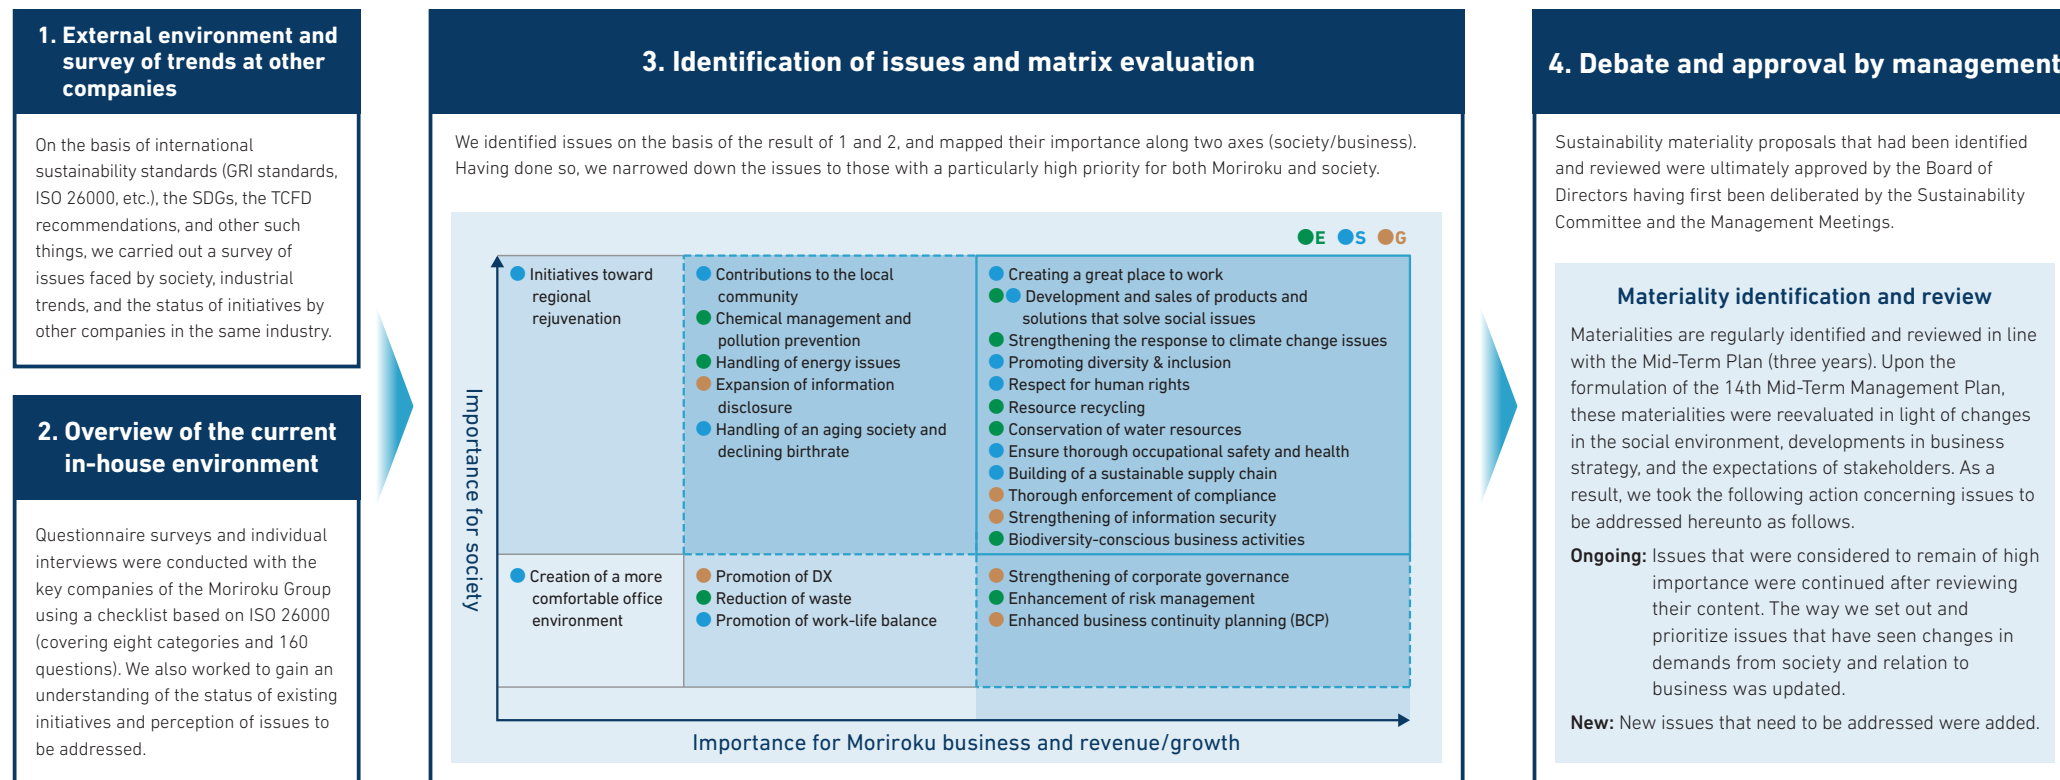 1. External environment and
survey of trends at other
companies
On the basis of international
sustainability standards (GRI standards,
ISO 26000, etc.), the SDGs, the TCFD
recommendations, and other such
things, we carried out a survey of
issues faced by society, industrial
trends, and the status of initiatives by
other companies in the same industry.
2. Overview of the current
in-house environment
Questionnaire surveys and individual
interviews were conducted with the
key companies of the Moriroku Group
using a checklist based on ISO 26000
(covering eight categories and 160
questions). We also worked to gain an
understanding of the status of existing
initiatives and perception of issues to
be addressed.
3. Identification of issues and matrix evaluation
We identified issues on the basis of the result of 1 and 2, and mapped their importance along two axes (society/business).
Having done so, we narrowed down the issues to those with a particularly high priority for both Moriroku and society.
E S G
Importance for society
Initiatives toward
regional
rejuvenation
Contributions to the local
community
Chemical management and
pollution prevention
Handling of energy issues
Expansion of information
disclosure
Handling of an aging society and
declining birthrate
Creating a great place to work
Development and sales of products and
solutions that solve social issues
Strengthening the response to climate change issues
Promoting diversity & inclusion
Respect for human rights
Resource recycling
Conservation of water resources
Ensure thorough occupational safety and health
Building of a sustainable supply chain
Thorough enforcement of compliance
Strengthening of information security
Biodiversity-conscious business activities
Creation of a more
comfortable office
environment
Promotion of DX
Reduction of waste
Promotion of work-life balance
Strengthening of corporate governance
Enhancement of risk management
Enhanced business continuity planning (BCP)
Importance for Moriroku business and revenue/growth
4. Debate and approval by management
Sustainability materiality proposals that had been identified
and reviewed were ultimately approved by the Board of
Directors having first been deliberated by the Sustainability
Committee and the Management Meetings.
Materiality identification and review
Materialities are regularly identified and reviewed in line
with the Mid-Term Plan (three years). Upon the
formulation of the 14th Mid-Term Management Plan,
these materialities were reevaluated in light of changes
in the social environment, developments in business
strategy, and the expectations of stakeholders. As a
result, we took the following action concerning issues to
be addressed hereunto as follows.
Ongoing: Issues that were considered to remain of high
importance were continued after reviewing
their content. The way we set out and
prioritize issues that have seen changes in
demands from society and relation to
business was updated.
New: New issues that need to be addressed were added.